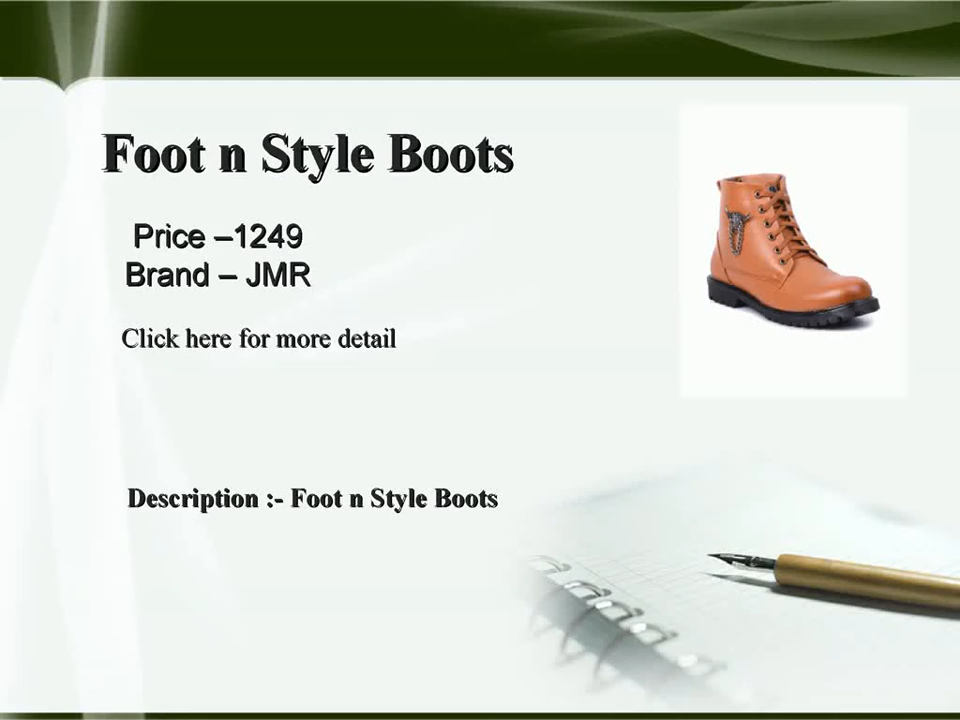 Foot n Style Boots
Price –1249
Brand – JMR
Click here for more detail
Description :- Foot n Style Boots